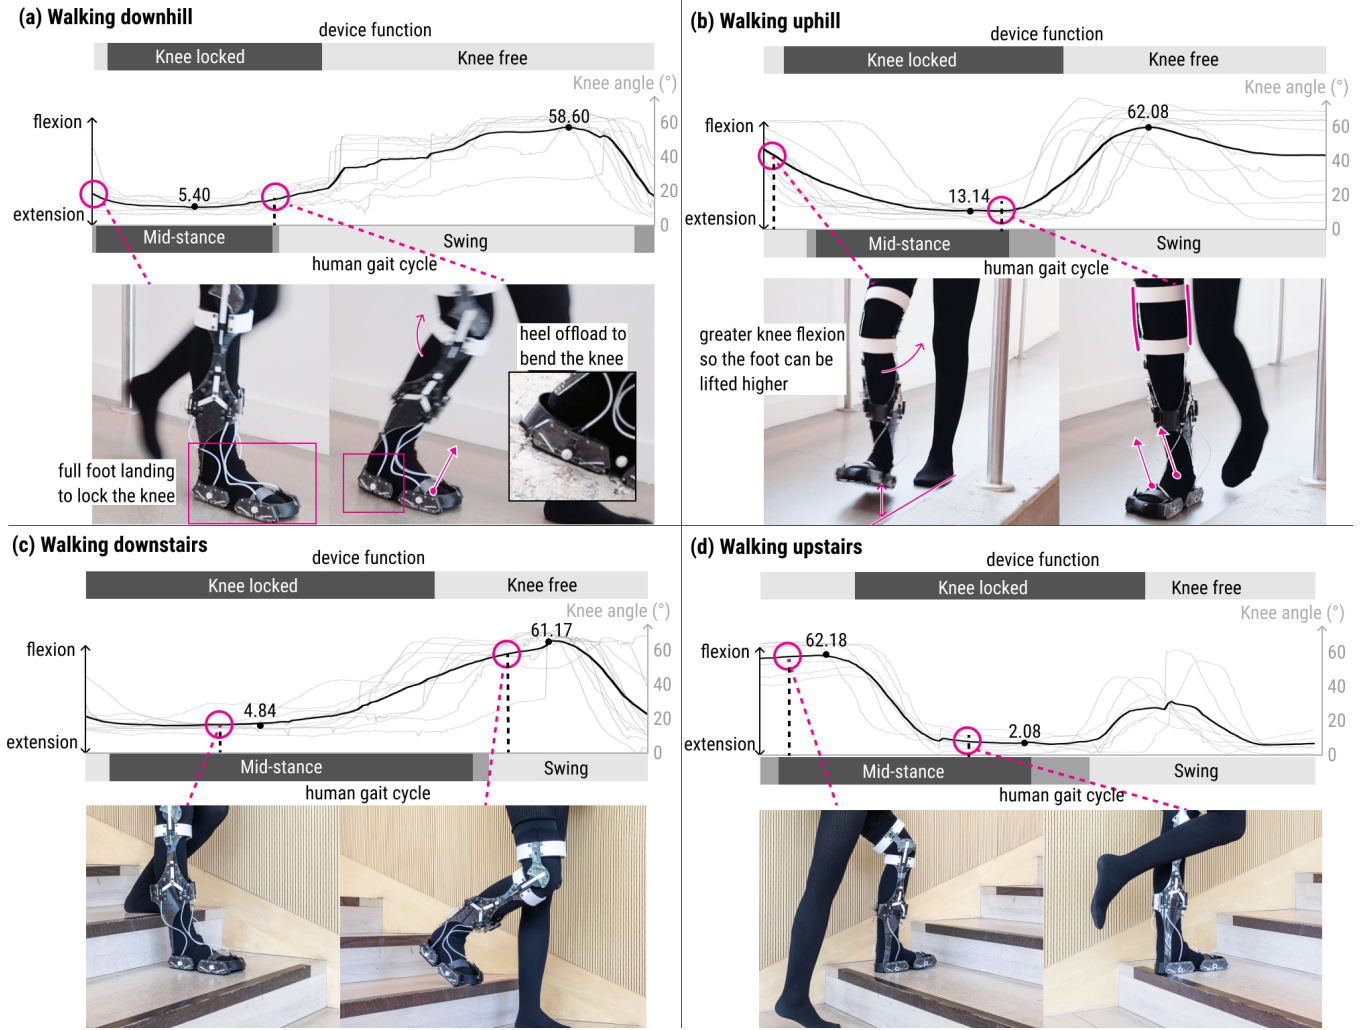 (a) Walking downhill
device function
Knee locked
Knee free
Knee angle (°)
flexion
extension
5.40
58.60
60
40
20
0
Mid-stance
Swing
human gait cycle
full foot landing
to lock the knee
heel offload to
bend the knee
(b) Walking uphill
device function
Knee locked
Knee free
Knee angle (°)
flexion
extension
13.14
62.08
60
40
20
0
Mid-stance
Swing
human gait cycle
greater knee flexion
so the foot can be
lifted higher
(c) Walking downstairs
device function
Knee locked
Knee free
Knee angle (°)
flexion
extension
4.84
61.17
60
40
20
0
Mid-stance
Swing
human gait cycle
(d) Walking upstairs
device function
Knee locked
Knee free
Knee angle (°)
flexion
extension
62.18
2.08
60
40
20
0
Mid-stance
Swing
human gait cycle